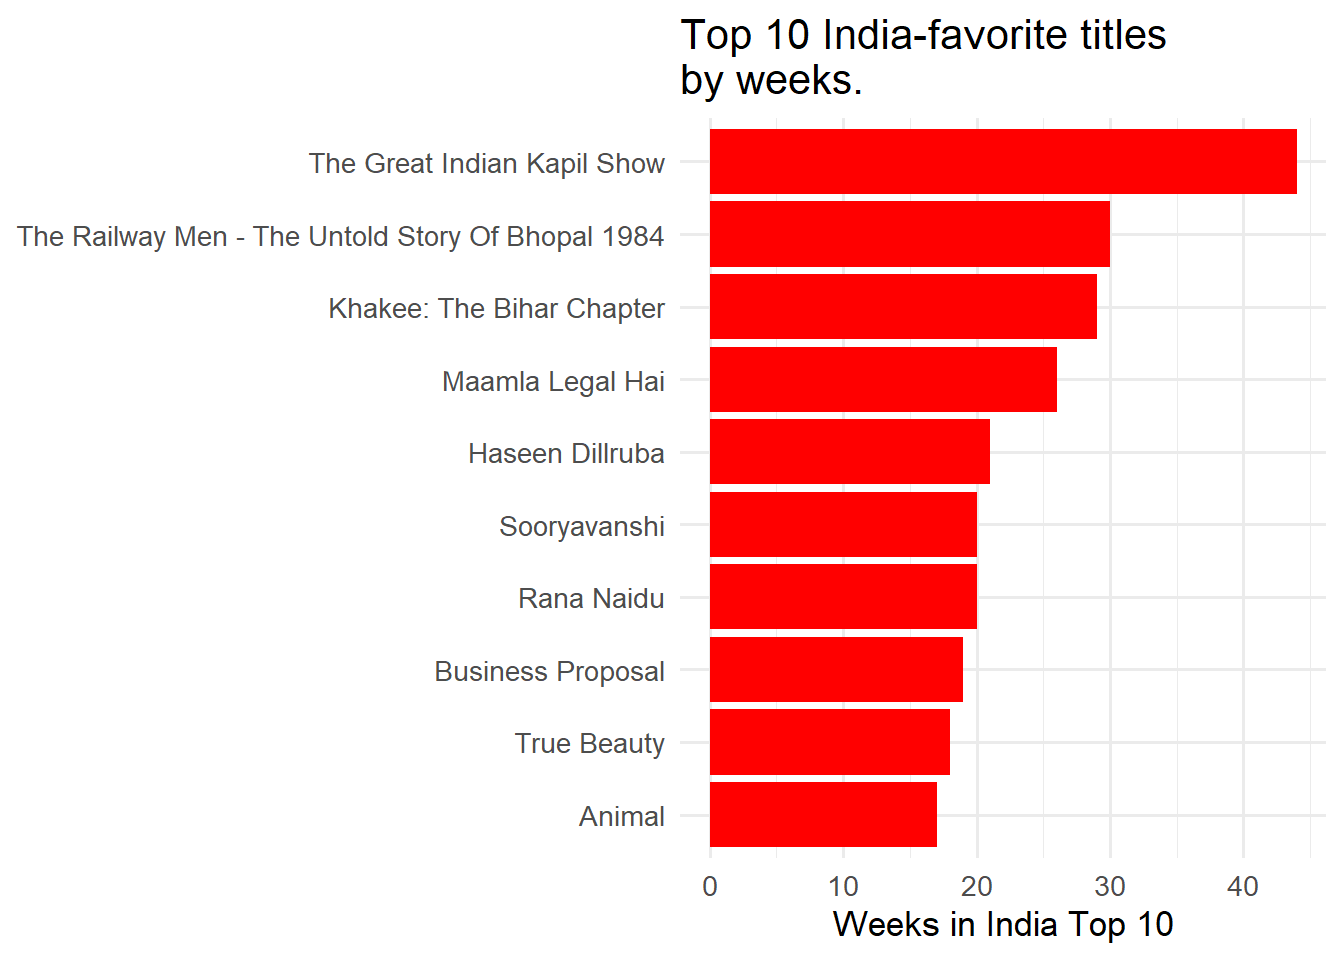 Top 10 India-favorite titles
by weeks.
The Great Indian Kapil Show
The Railway Men - The Untold Story Of Bhopal 1984
Khakee: The Bihar Chapter
Maamla Legal Hai
Haseen Dillruba
Sooryavanshi
Rana Naidu
Business Proposal
True Beauty
Animal
0 10 20 30 40
Weeks in India Top 10